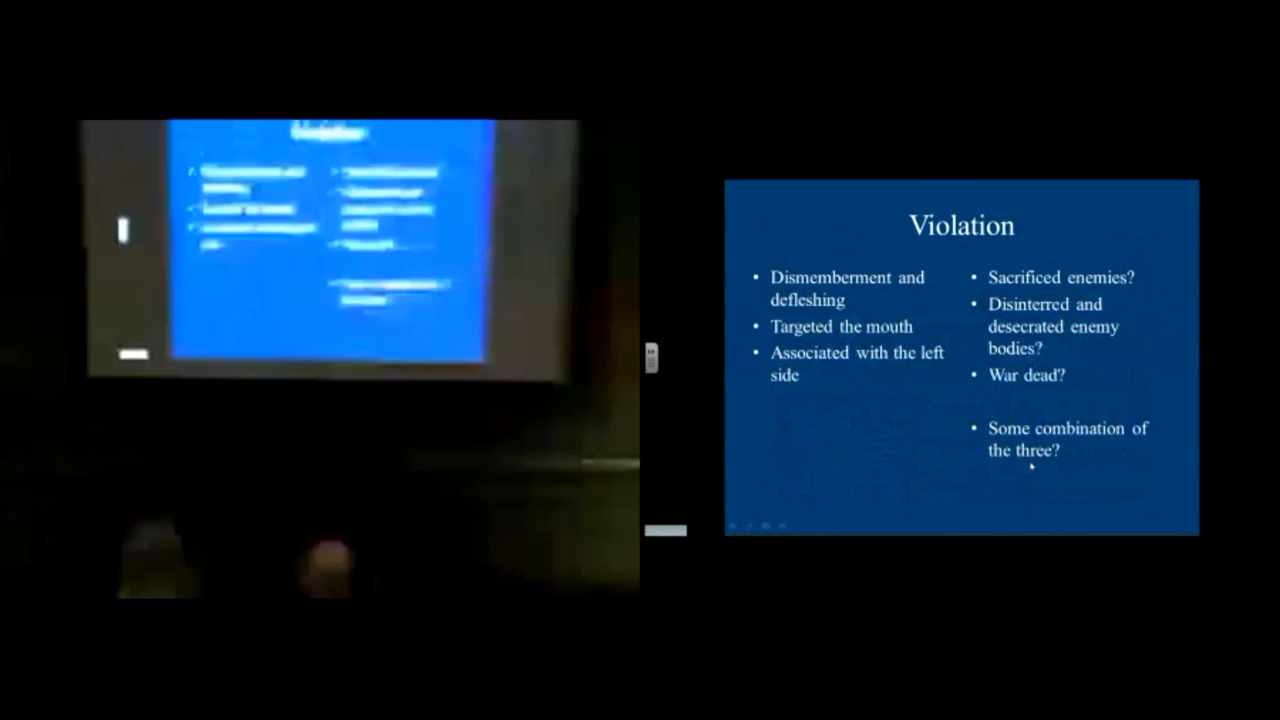 Violation
• Dismemberment and
defleshing
• Targeted the mouth
• Associated with the left
side
• Sacrificed enemies?
• Disinterred and
desecrated enemy
bodies?
• War dead?
• Some combination of
the three?